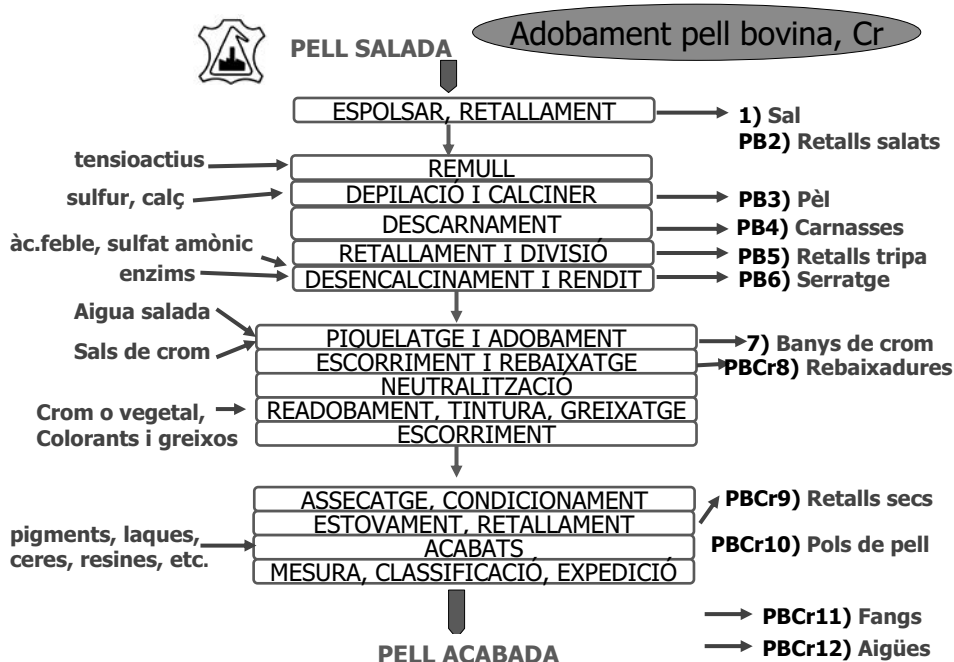 Adobament pell bovina, Cr
PELL SALADA
ESPOLSAR, RETALLAMENT
1) Sal
PB2) Retalls salats
tensioactius
REMULL
sulfur, calç
DEPILACIÓ I CALCINER
PB3) Pèl
DESCARNAMENT
PB4) Carnasses
àc.feble, sulfat amònic
RETALLAMENT I DIVISIÓ
PB5) Retalls tripa
enzims
DESENCALCINAMENT I RENDIT
PB6) Serratge
Aigua salada
PIQUELATGE I ADOBAMENT
7) Banys de crom
Sals de crom
ESCORRIMENT I REBAIXATGE
PBCr8) Rebaixadures
NEUTRALITZACIÓ
Crom o vegetal,
Colorants i greixos
READOBAMENT, TINTURA, GREIXATGE
ESCORRIMENT
ASSECATGE, CONDICIONAMENT
PBCr9) Retalls secs
ESTOVAMENT, RETALLAMENT
pigments, laques,
ceres, resines, etc.
ACABATS
PBCr10) Pols de pell
MESURA, CLASSIFICACIÓ, EXPEDICIÓ
PBCr11) Fangs
PBCr12) Aigües
PELL ACABADA